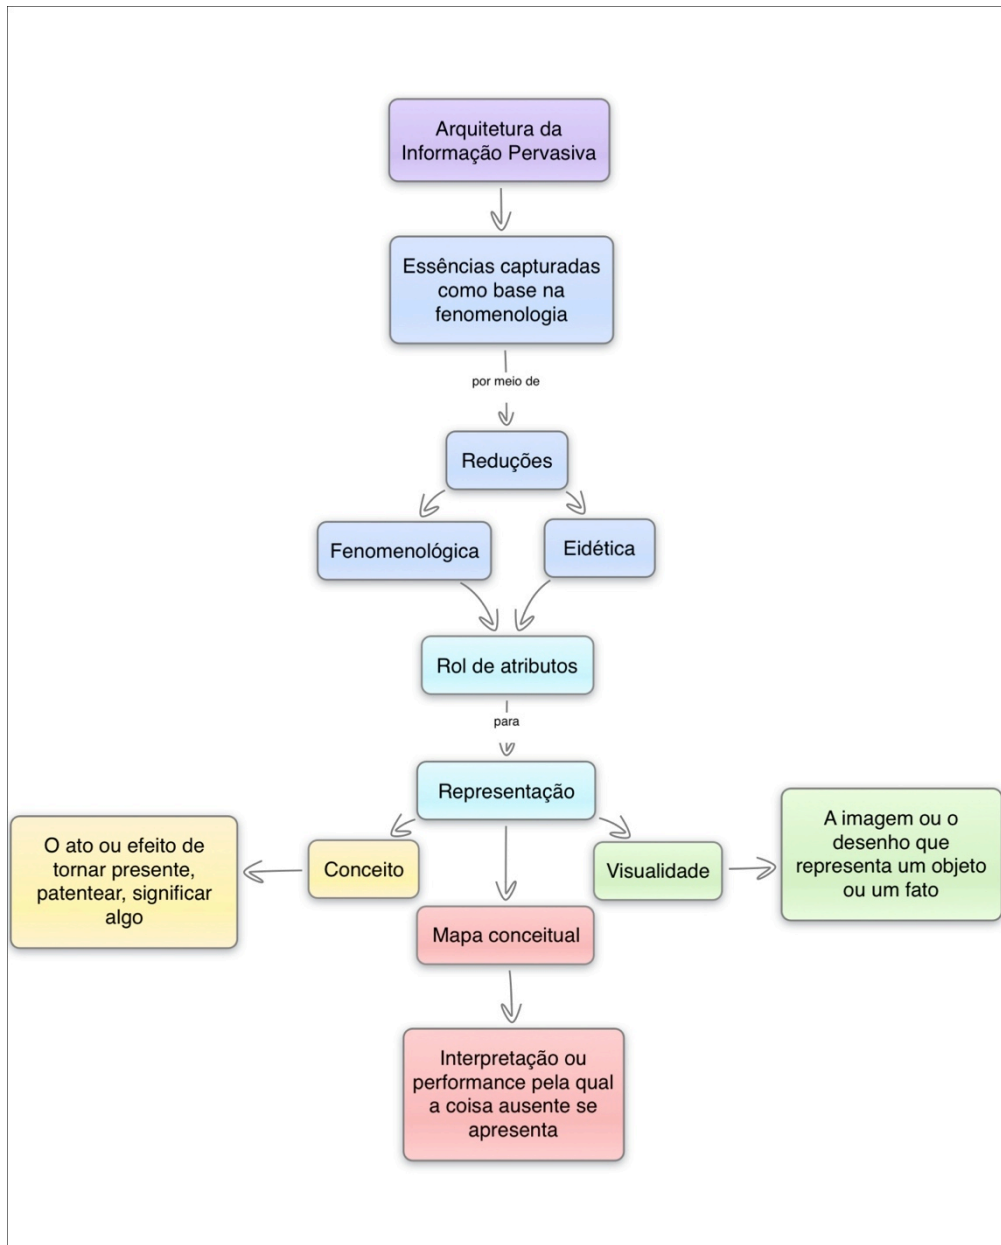 Arquitetura da
Informação Pervasiva
Essências capturadas
como base na
fenomenologia
por meio de
Reduções
Fenomenológica
Eidética
Rol de atributos
para
Representação
O ato ou efeito de
tornar presente,
patentear, significar
algo
Conceito
Visualidade
A imagem ou o
desenho que
representa um objeto
ou um fato
Mapa conceitual
Interpretação ou
performance pela qual
a coisa ausente se
apresenta